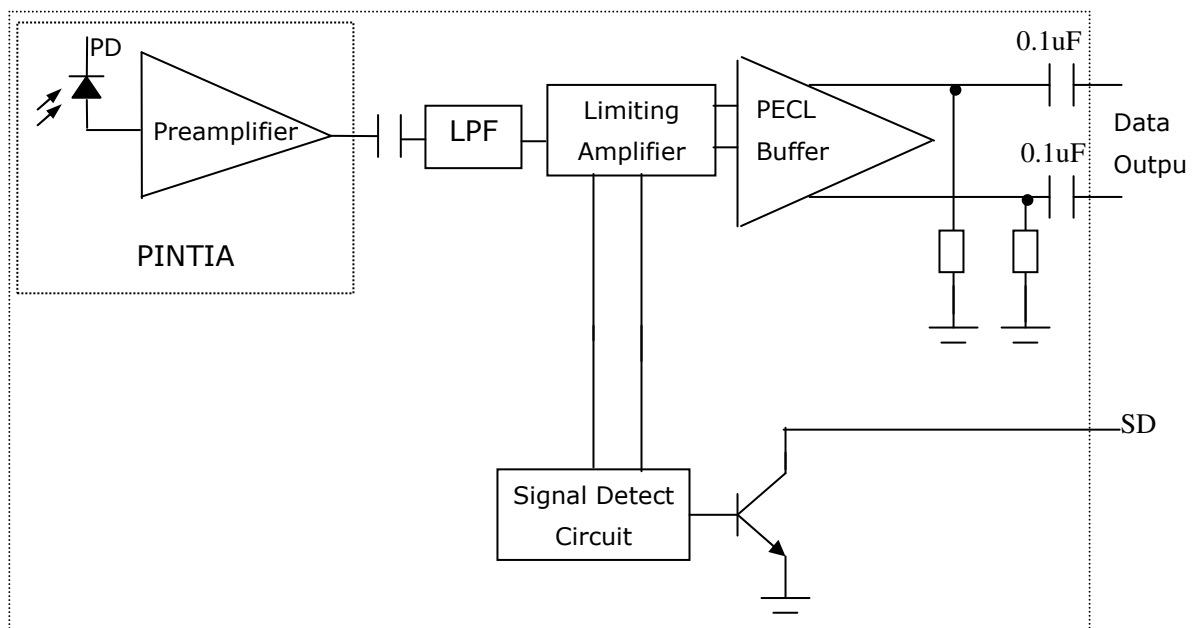 PD
Preamplifier
PINTIA
LPF
Limiting
Amplifier
PECL
Buffer
0.1uF
0.1uF
Data
Outpu
SD
Signal Detect
Circuit